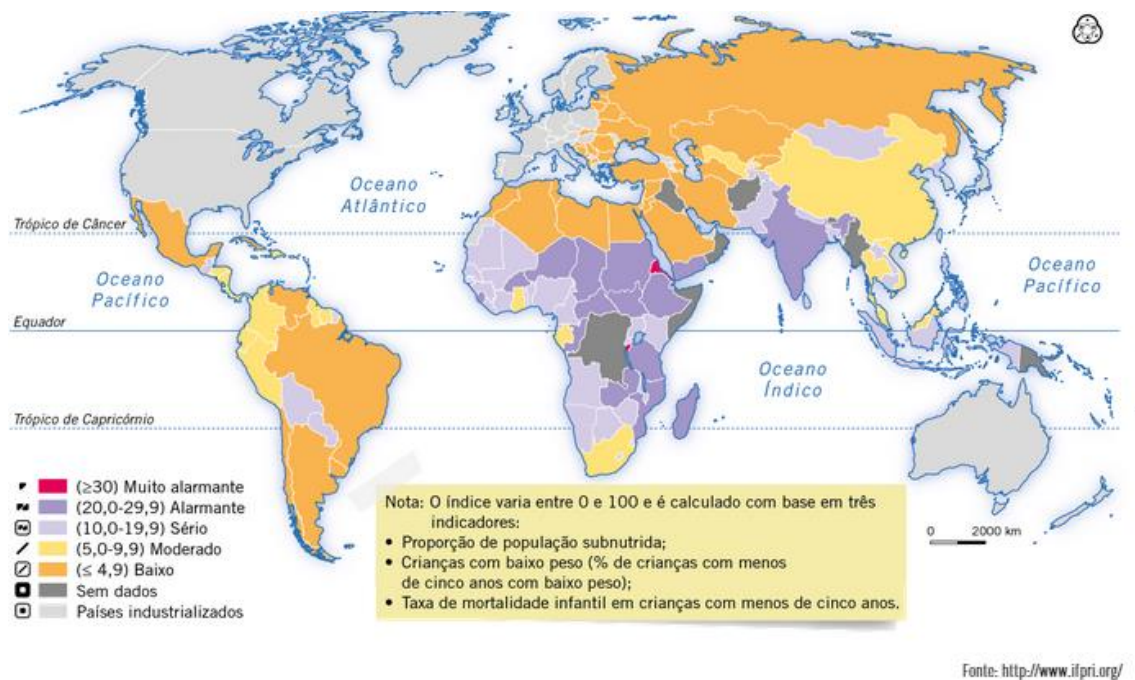 Oceano
Atlântico
Trópico de Câncer
Oceano
Pacífico
Oceano
Pacífico
Equador
Oceano
Índico
Trópico de Capricórnio
(≥30) Muito alarmante
(20,0-29,9) Alarmante
(10,0-19,9) Sério
(5,0-9,9) Moderado
(≤ 4,9) Baixo
Sem dados
Países industrializados
Nota: O índice varia entre 0 e 100 e é calculado com base em três
indicadores:
• Proporção de população subnutrida;
• Crianças com baixo peso (% de crianças com menos
de cinco anos com baixo peso);
• Taxa de mortalidade infantil em crianças com menos de cinco anos.
0 2000 km
Fonte: http://www.ifpri.org/